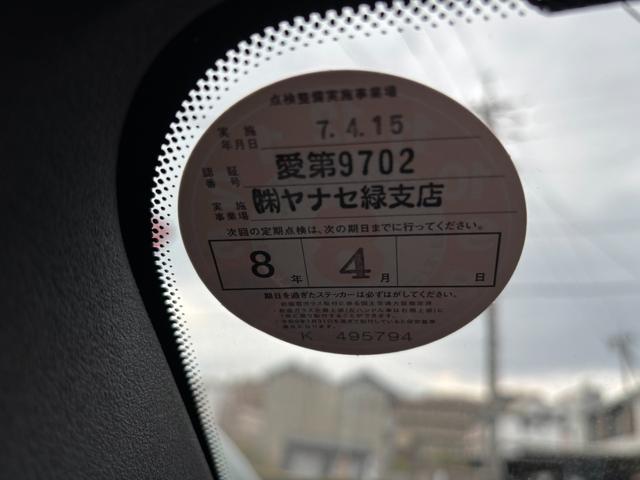 点検整備実施事業場
実施年月日 7.4.15
認証番号 愛第9702
実施事業場 ㈱ヤナセ緑支店
次回の定期点検は、次の期日までに行ってください。
8年 4月 日
期日を過ぎたステッカーは必ずはがしてください。
K 495794